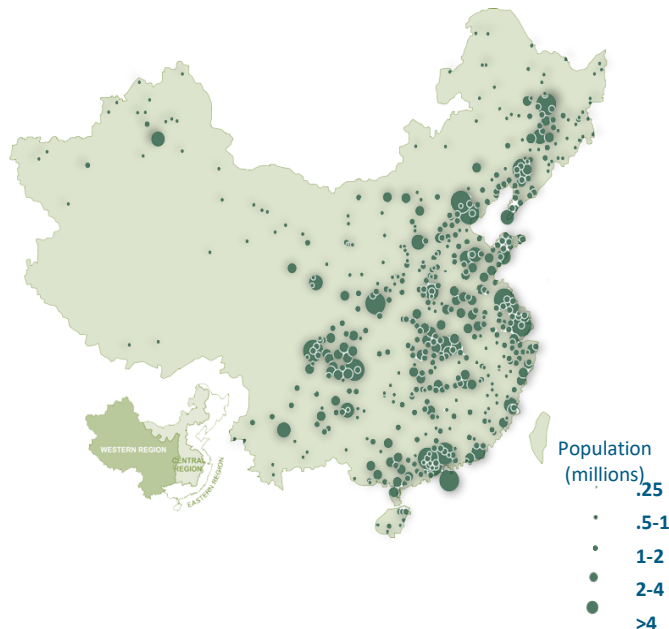 WESTERN REGION
CENTRAL
REGION
EASTERN REGION
Population
(millions)
.25
.5-1
1-2
2-4
>4